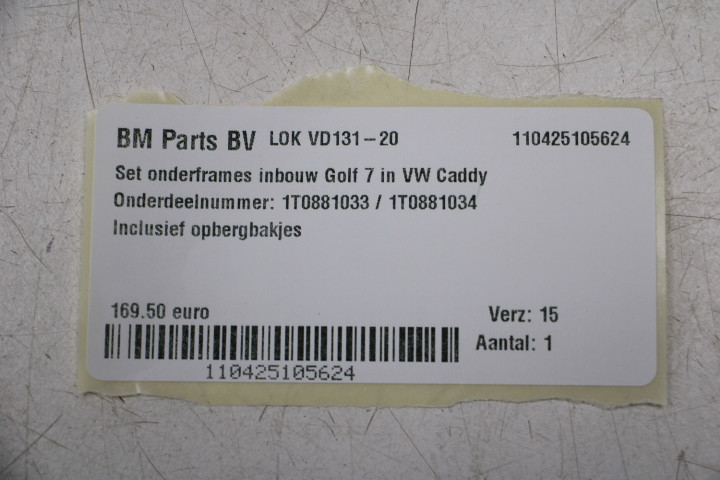 BM Parts BV LOK VD131-20 110425105624
Set onderframes inbouw Golf 7 in VW Caddy
Onderdeelnummer: 1T0881033 / 1T0881034
Inclusief opbergbakjes
169.50 euro Verz: 15
Aantal: 1
110425105624